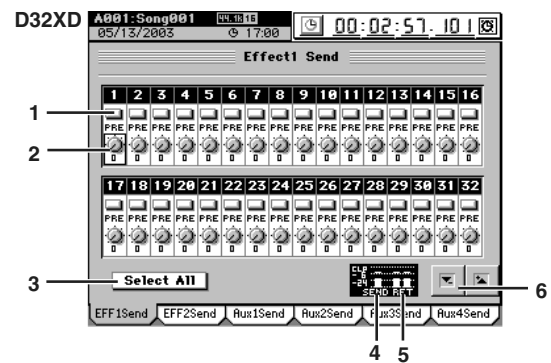 D32XD
A001:Song001 44.1k16
05/13/2003 17:00
00:02:57.101
Effect1 Send
1 2 3 4 5 6 7 8 9 10 11 12 13 14 15 16
1
PRE PRE PRE PRE PRE PRE PRE PRE PRE PRE PRE PRE PRE PRE PRE PRE
2
0 0 0 0 0 0 0 0 0 0 0 0 0 0 0 0
17 18 19 20 21 22 23 24 25 26 27 28 29 30 31 32
PRE PRE PRE PRE PRE PRE PRE PRE PRE PRE PRE PRE PRE PRE PRE PRE
0 0 0 0 0 0 0 0 0 0 0 0 0 0 0 0
3 Select All
CLP
-6
-24
SEND RET
6
EFF1Send EFF2Send Aux1Send Aux2Send Aux3Send Aux4Send
4 5